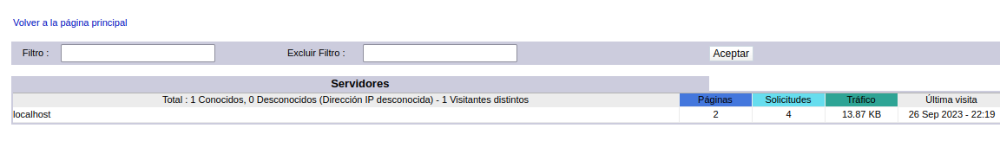 Volver a la página principal
Filtro : Excluir Filtro : Aceptar
Servidores
Total : 1 Conocidos, 0 Desconocidos (Dirección IP desconocida) - 1 Visitantes distintos Páginas Solicitudes Tráfico Última visita
localhost 2 4 13.87 KB 26 Sep 2023 - 22:19